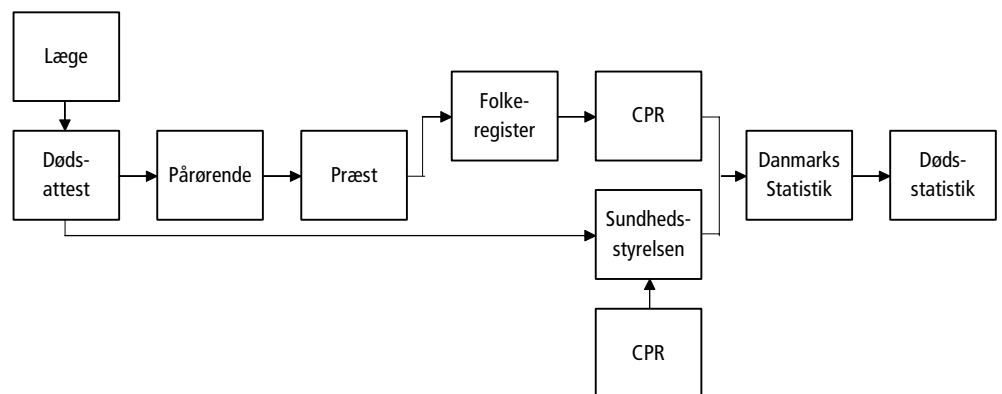 Læge
Døds-
attest
Pårørende
Præst
Folke-
register
CPR
Sundheds-
styrelsen
CPR
Danmarks
Statistik
Døds-
statistik